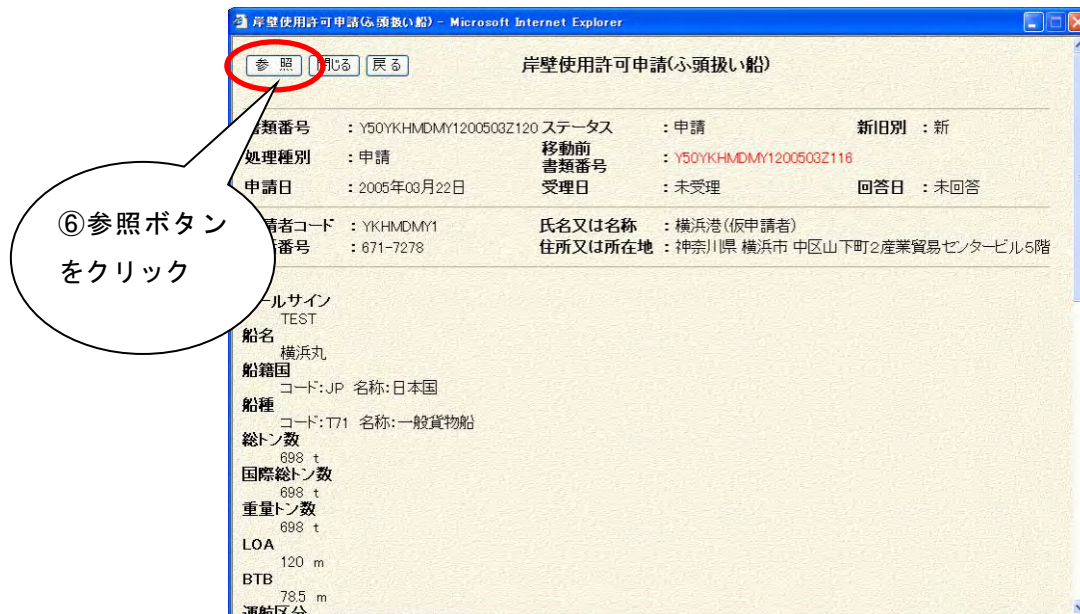 岸壁使用許可申請(ふ頭扱い船) - Microsoft Internet Explorer
参 照 閉じる 戻る 岸壁使用許可申請(ふ頭扱い船)
書類番号 : Y50YKHMDMY1200503Z120 ステータス : 申請 新旧別 : 新
処理種別 : 申請 移動前書類番号 : Y50YKHMDMY1200503Z116
申請日 : 2005年03月22日 受理日 : 未受理 回答日 : 未回答
請者コード : YKHMDMY1 氏名又は名称 : 横浜港(仮申請者)
番号 : 671-7278 住所又は所在地 : 神奈川県 横浜市 中区山下町2産業貿易センタービル5階
⑥参照ボタン
をクリック
ールサイン
TEST
船名
横浜丸
船籍国
コード:JP 名称:日本国
船種
コード:T71 名称:一般貨物船
総トン数
698 t
国際総トン数
698 t
重量トン数
698 t
LOA
120 m
BTB
78.5 m
運航区分